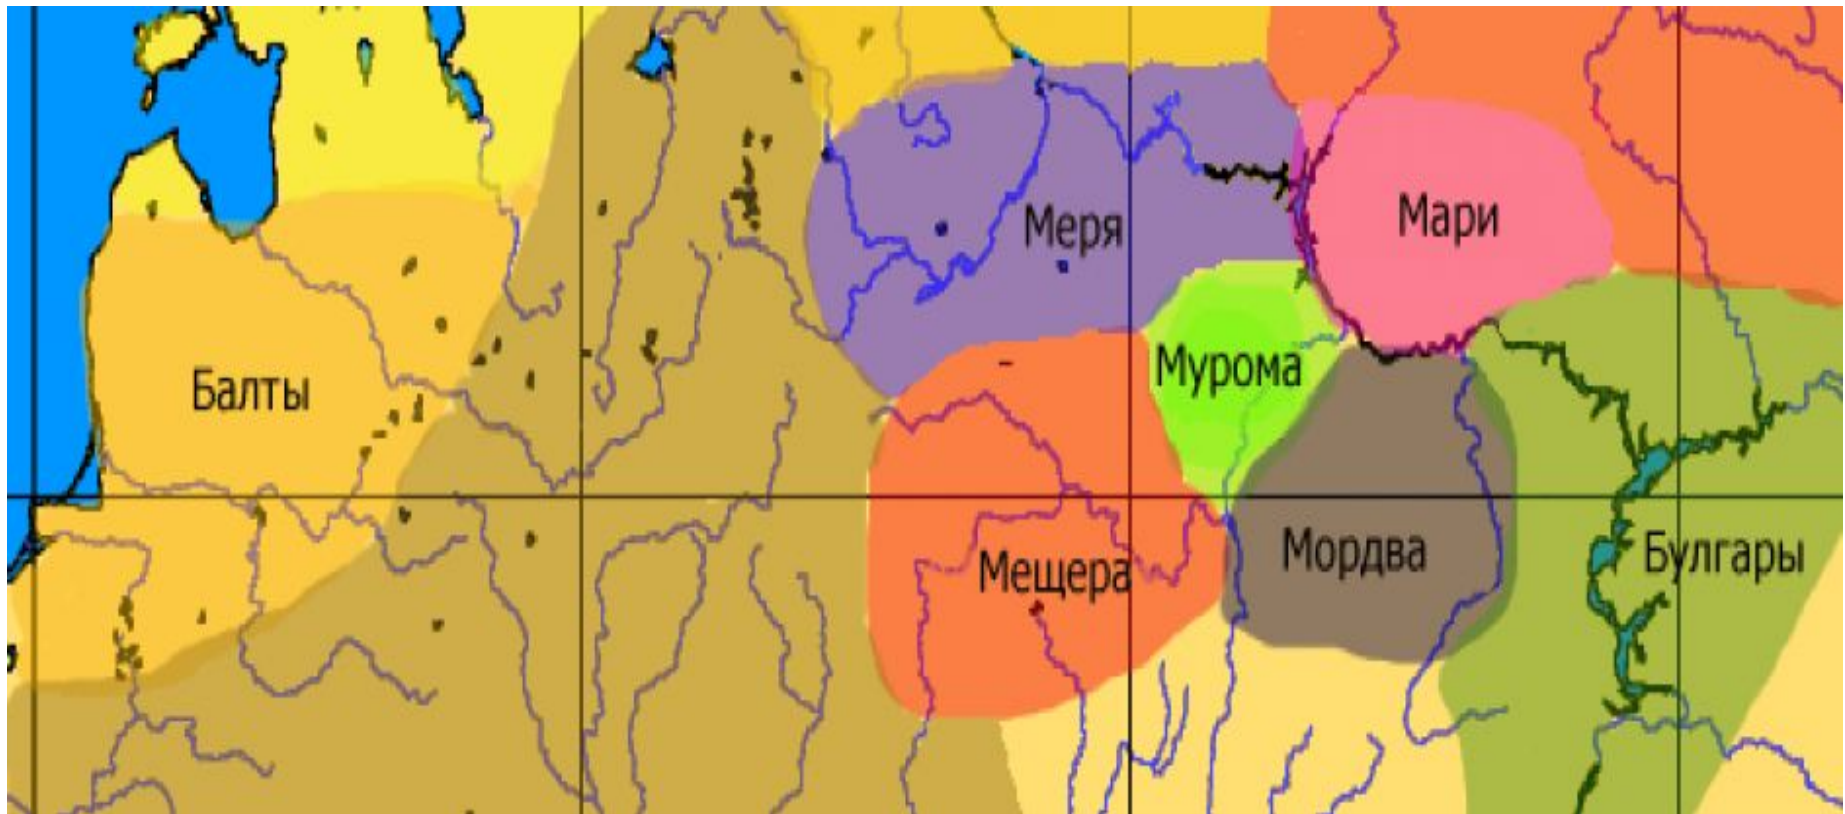 Меря
Мари
Мурома
Балты
Мещера
Мордва
Булгары